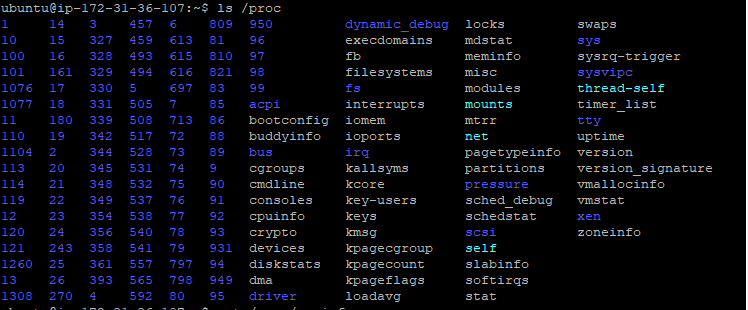 ubuntu@ip-172-31-36-107:~$ ls /proc
1 14 3 457 6 809 950 dynamic_debug locks swaps
10 15 327 459 613 81 96 execdomains mdstat sys
100 16 328 493 615 810 97 fb meminfo sysrq-trigger
101 161 329 494 616 821 98 filesystems misc sysvipc
1076 17 330 5 697 83 99 fs modules thread-self
1077 18 331 505 7 85 acpi interrupts mounts timer_list
11 180 339 508 713 86 bootconfig iomem mtrr tty
110 19 342 517 72 88 buddyinfo ioports net uptime
1104 2 344 528 73 89 bus irq pagetypeinfo version
113 20 345 531 74 9 cgroups kallsyms partitions version_signature
114 21 348 532 75 90 cmdline kcore pressure vmallocinfo
119 22 349 537 76 91 consoles key-users sched_debug vmstat
12 23 354 538 77 92 cpuinfo keys schedstat xen
120 24 356 540 78 93 crypto kmsg scsi zoneinfo
121 243 358 541 79 931 devices kpagecgroup self
1260 25 361 557 797 94 diskstats kpagecount slabinfo
13 26 393 565 798 949 dma kpageflags softirqs
1308 270 4 592 80 95 driver loadavg stat